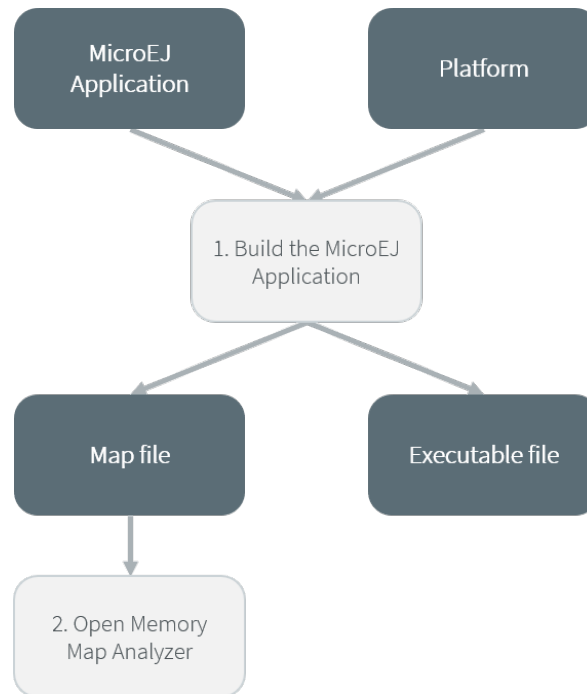 MicroEJ
Application
Platform
1. Build the MicroEJ
Application
Map file
Executable file
2. Open Memory
Map Analyzer